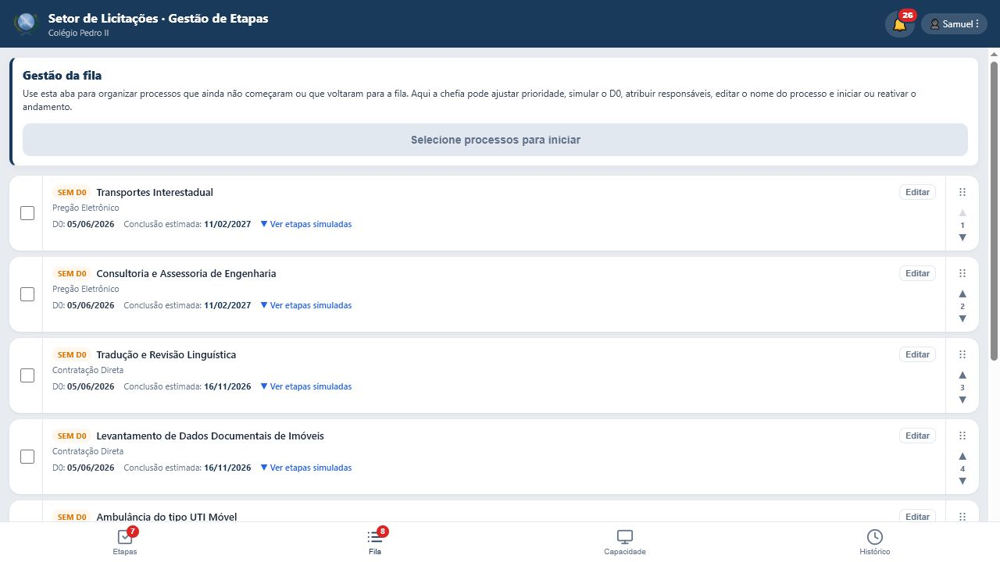 Setor de Licitações · Gestão de Etapas
Colégio Pedro II
26
Samuel
Gestão da fila
Use esta aba para organizar processos que ainda não começaram ou que voltaram para a fila. Aqui a chefia pode ajustar prioridade, simular o D0, atribuir responsáveis, editar o nome do processo e iniciar ou reativar o
andamento.
Selecione processos para iniciar
SEM D0 Transportes Interestadual Editar
Pregão Eletrônico
D0: 05/06/2026 Conclusão estimada: 11/02/2027 ▼ Ver etapas simuladas
▲
1
▼
SEM D0 Consultoria e Assessoria de Engenharia Editar
Pregão Eletrônico
D0: 05/06/2026 Conclusão estimada: 11/02/2027 ▼ Ver etapas simuladas
▲
2
▼
SEM D0 Tradução e Revisão Linguística Editar
Contratação Direta
D0: 05/06/2026 Conclusão estimada: 16/11/2026 ▼ Ver etapas simuladas
▲
3
▼
SEM D0 Levantamento de Dados Documentais de Imóveis Editar
Contratação Direta
D0: 05/06/2026 Conclusão estimada: 16/11/2026 ▼ Ver etapas simuladas
▲
4
▼
SEM D0 Ambulância do tipo UTI Móvel Editar
7
Etapas
8
Fila
Capacidade
Histórico